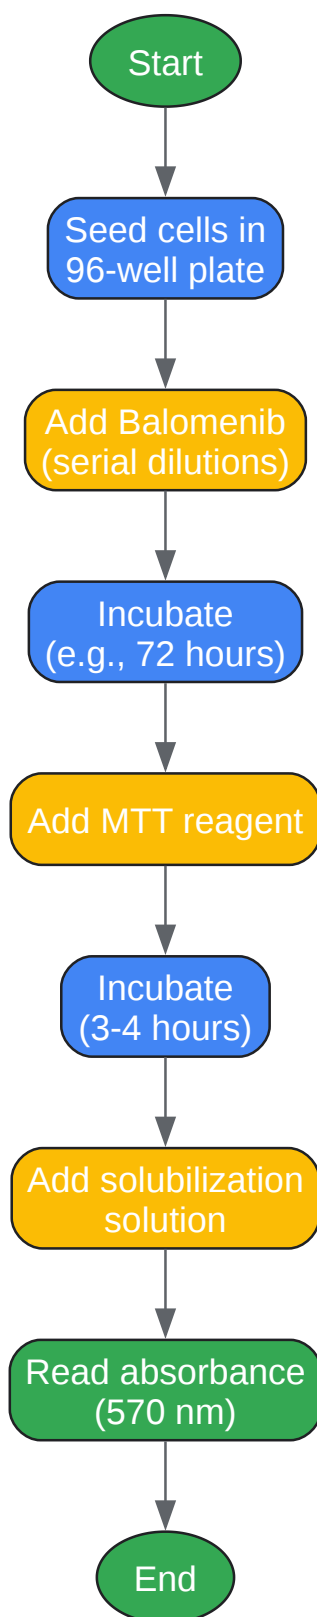 Start
Seed cells in
96-well plate
Add Balomenib
(serial dilutions)
Incubate
(e.g., 72 hours)
Add MTT reagent
Incubate
(3-4 hours)
Add solubilization
solution
Read absorbance
(570 nm)
End